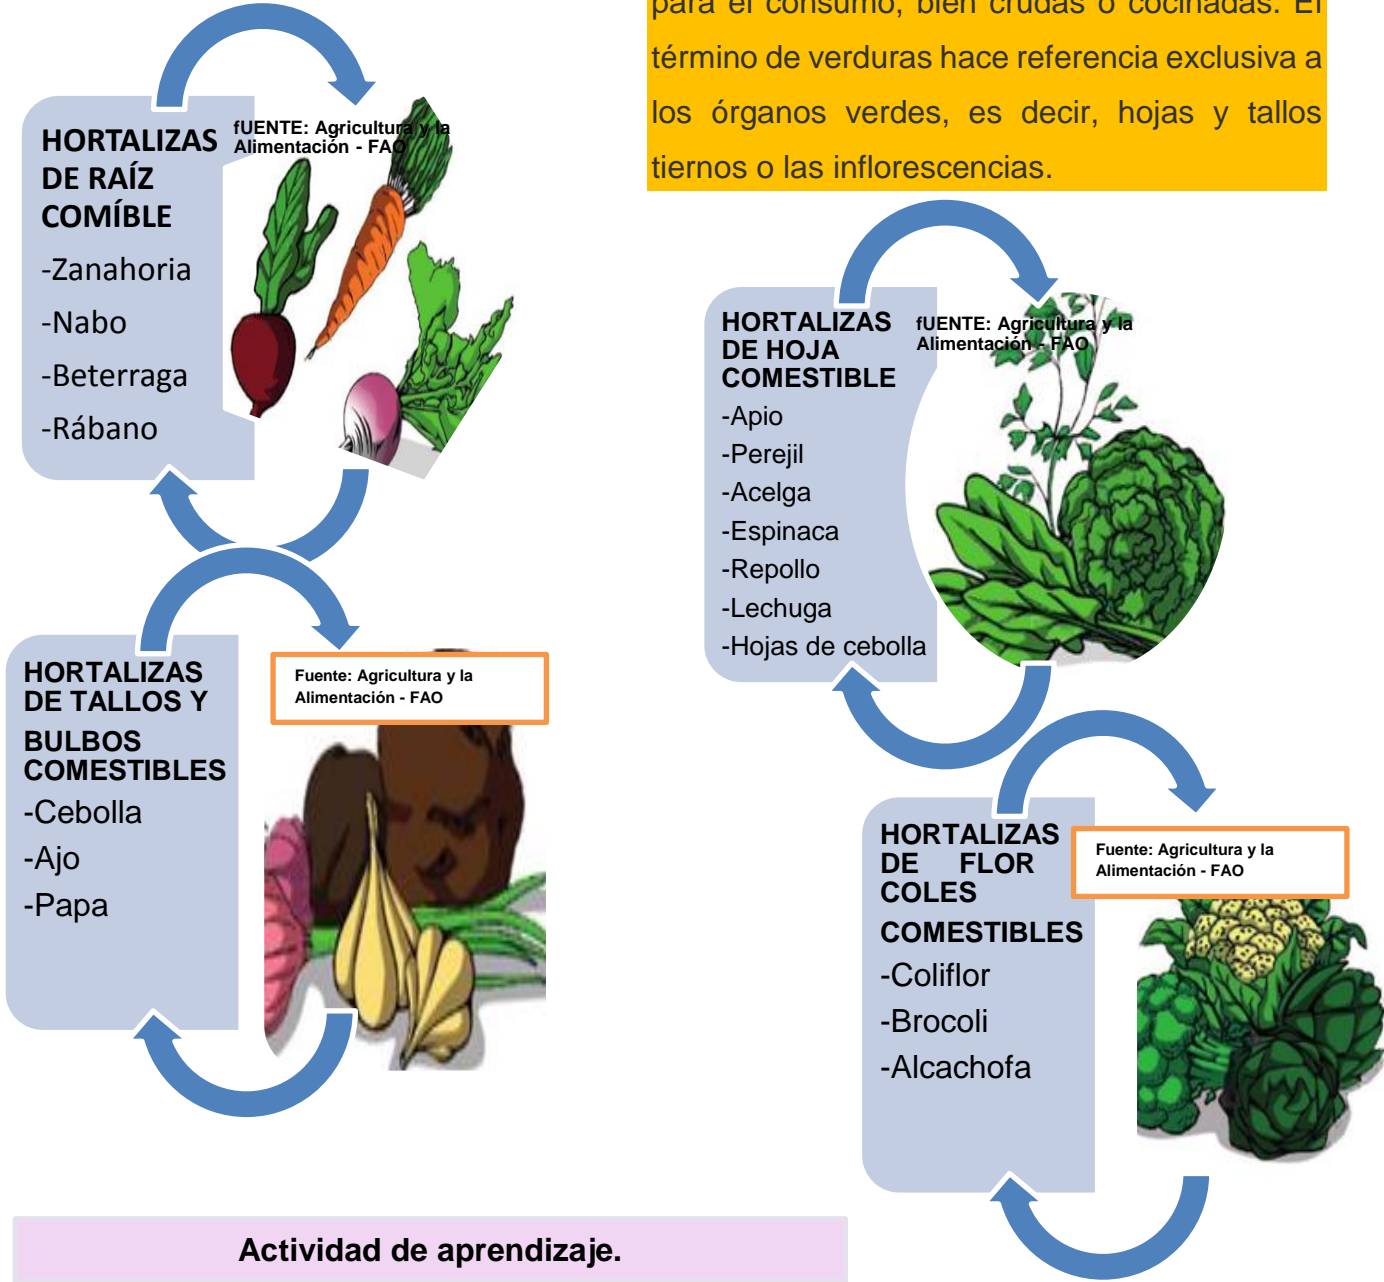 para el consumo, bien crudas o cocinadas. El
término de verduras hace referencia exclusiva a
los órganos verdes, es decir, hojas y tallos
tiernos o las inflorescencias.
HORTALIZAS
DE RAÍZ
COMÍBLE
-Zanahoria
-Nabo
-Beterraga
-Rábano
fUENTE: Agricultura y la
Alimentación - FAO
HORTALIZAS
DE TALLOS Y
BULBOS
COMESTIBLES
-Cebolla
-Ajo
-Papa
Fuente: Agricultura y la
Alimentación - FAO
HORTALIZAS
DE HOJA
COMESTIBLE
-Apio
-Perejil
-Acelga
-Espinaca
-Repollo
-Lechuga
-Hojas de cebolla
fUENTE: Agricultura y la
Alimentación - FAO
HORTALIZAS
DE FLOR
COLES
COMESTIBLES
-Coliflor
-Brocoli
-Alcachofa
Fuente: Agricultura y la
Alimentación - FAO
Actividad de aprendizaje.